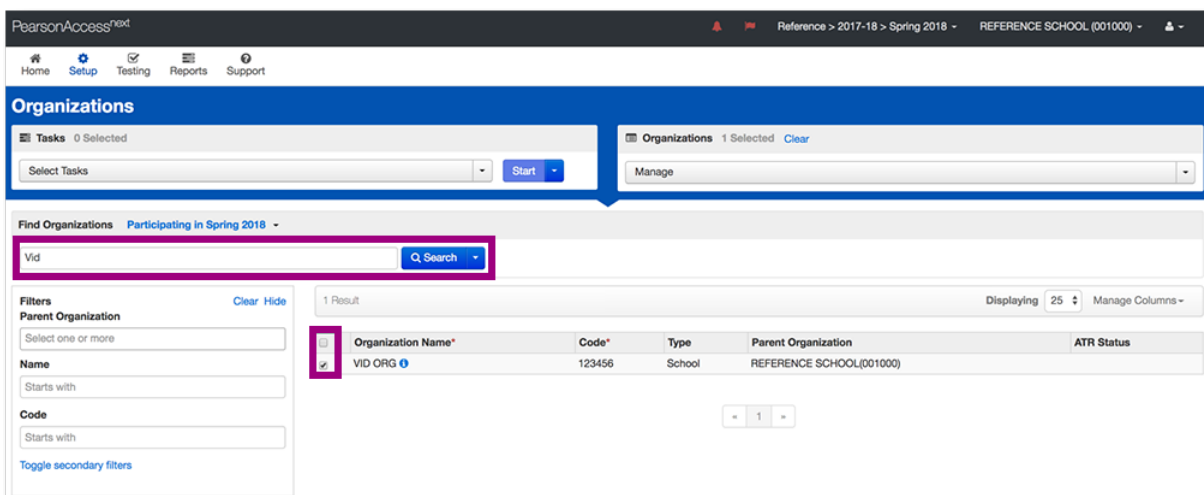 PearsonAccessnext Reference > 2017-18 > Spring 2018 REFERENCE SCHOOL (001000)
Home Setup Testing Reports Support
Organizations
Tasks 0 Selected Organizations 1 Selected Clear
Select Tasks Start Manage
Find Organizations Participating in Spring 2018
Vid Search
Filters Clear Hide 1 Result Displaying 25 Manage Columns
Parent Organization
Select one or more Organization Name* Code* Type Parent Organization ATR Status
Name VID ORG 123456 School REFERENCE SCHOOL(001000)
Starts with
Code « 1 »
Starts with
Toggle secondary filters